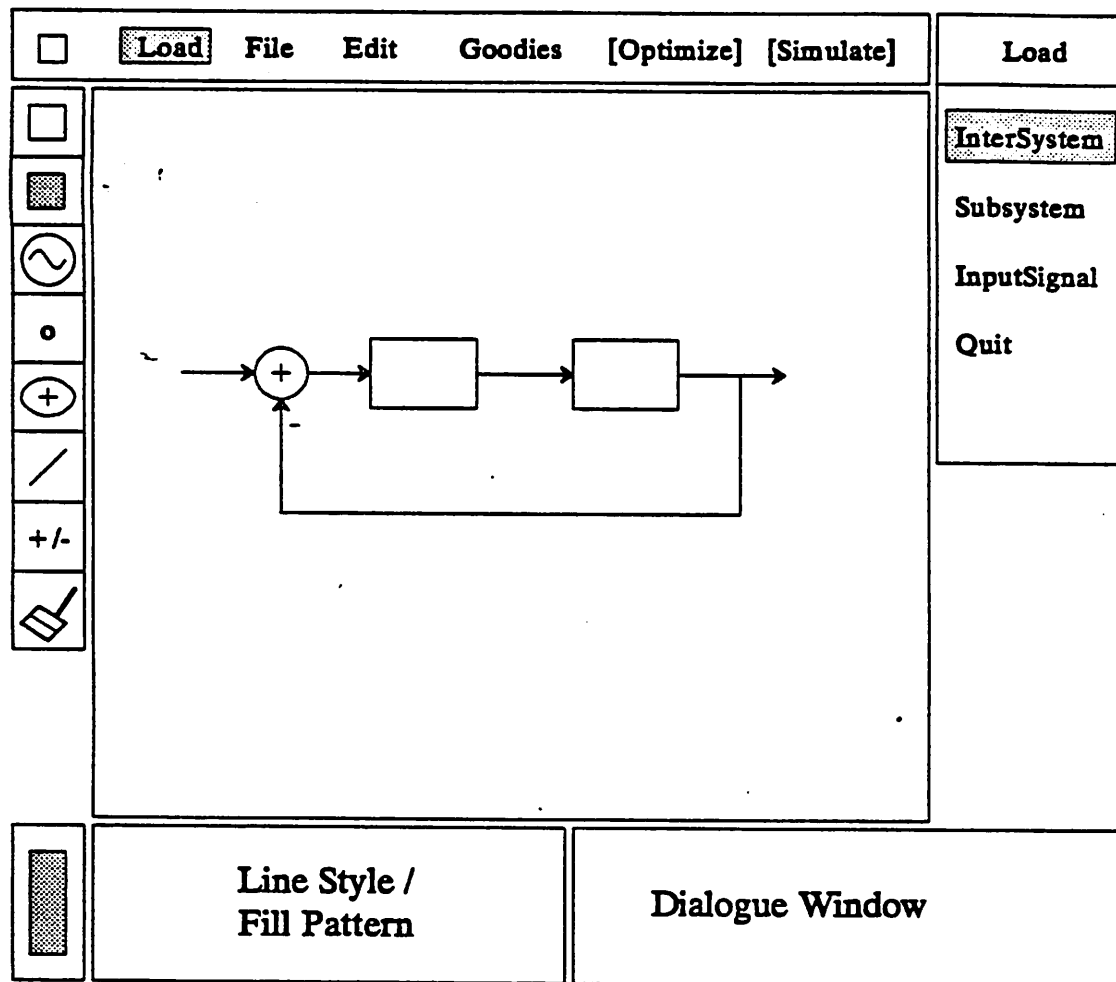 Load File Edit Goodies [Optimize] [Simulate]
Load
InterSystem
Subsystem
InputSignal
Quit
+
-
+
+/-
Line Style /
Fill Pattern
Dialogue Window